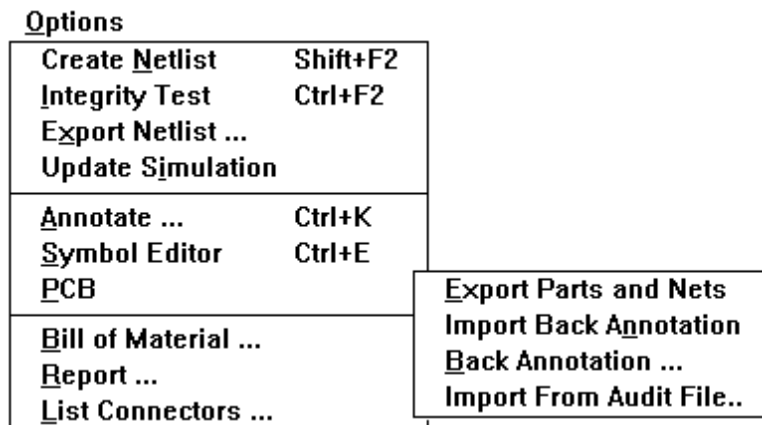 Options
Create Netlist Shift+F2
Integrity Test Ctrl+F2
Export Netlist ...
Update Simulation
Annotate ... Ctrl+K
Symbol Editor Ctrl+E
PCB
Bill of Material ...
Report ...
List Connectors ...
Export Parts and Nets
Import Back Annotation
Back Annotation ...
Import From Audit File..